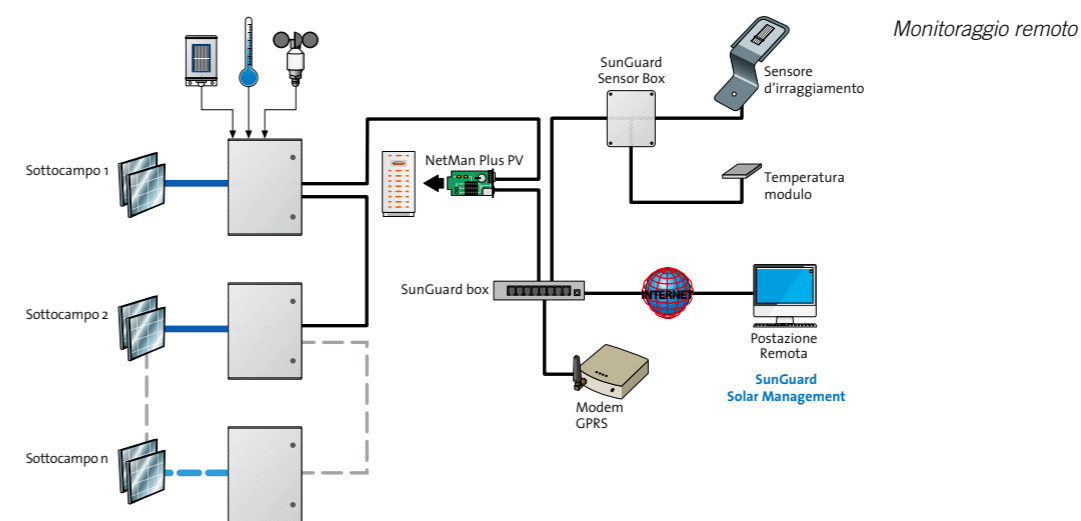 Monitoraggio remoto
SunGuard
Sensor Box
Sensore
d'irraggiamento
Sottocampo 1
NetMan Plus PV
Temperatura
modulo
SunGuard box
INTERNET
Sottocampo 2
Postazione
Remota
SunGuard
Solar Management
Modem
GPRS
Sottocampo n